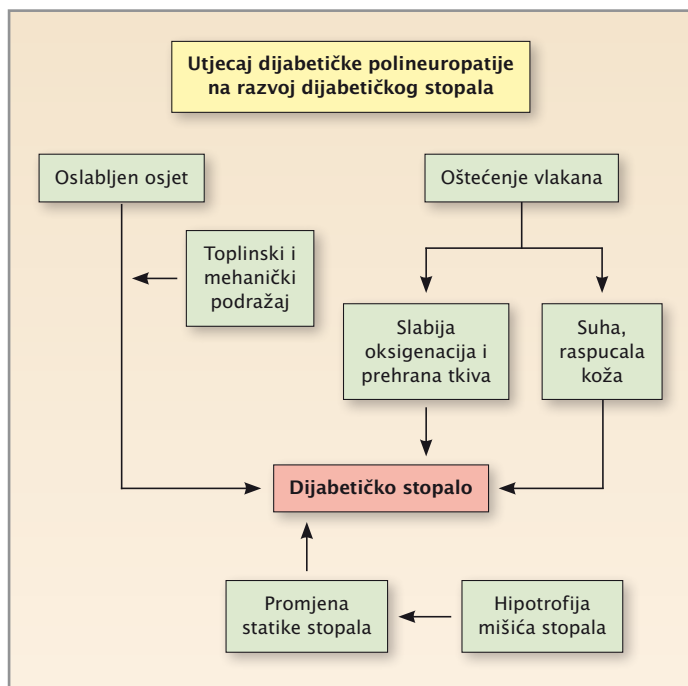 Utjecaj dijabetičke polineuropatije
na razvoj dijabetičkog stopala
Oslabljen osjet
Oštećenje vlakana
Toplinski i
mehanički
podražaj
Slabija
oksigenacija i
prehrana tkiva
Suha,
raspucala
koža
Dijabetičko stopalo
Promjena
statike stopala
Hipotrofija
mišića stopala